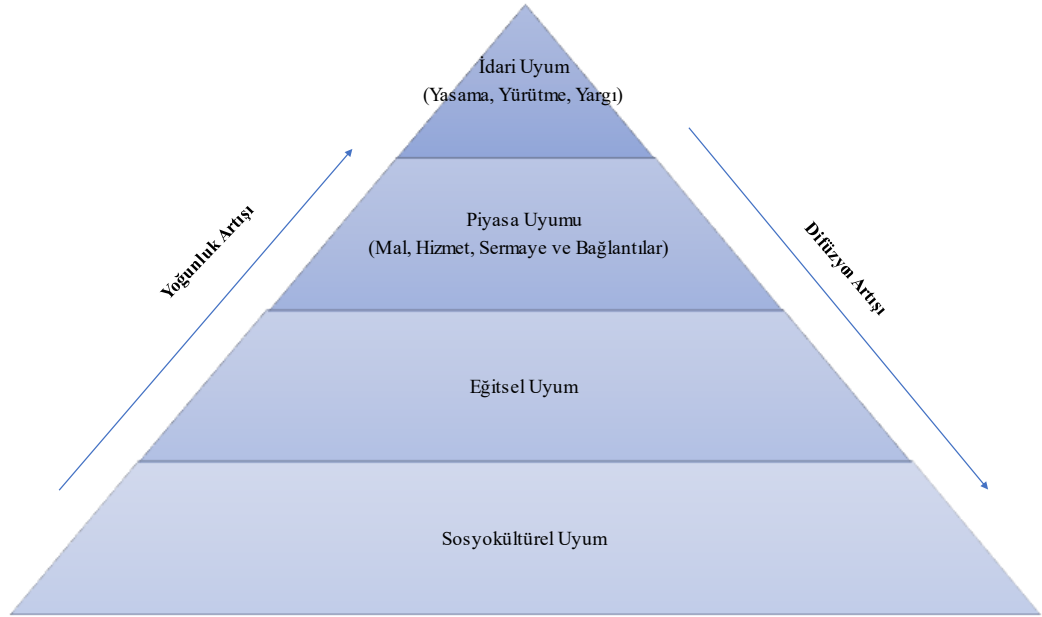 İdari Uyum
(Yasama, Yürütme, Yargı)
Yoğunluk Artışı
Piyasa Uyumu
(Mal, Hizmet, Sermaye ve Bağlantılar)
Difüzyon Artışı
Eğitsel Uyum
Sosyokültürel Uyum